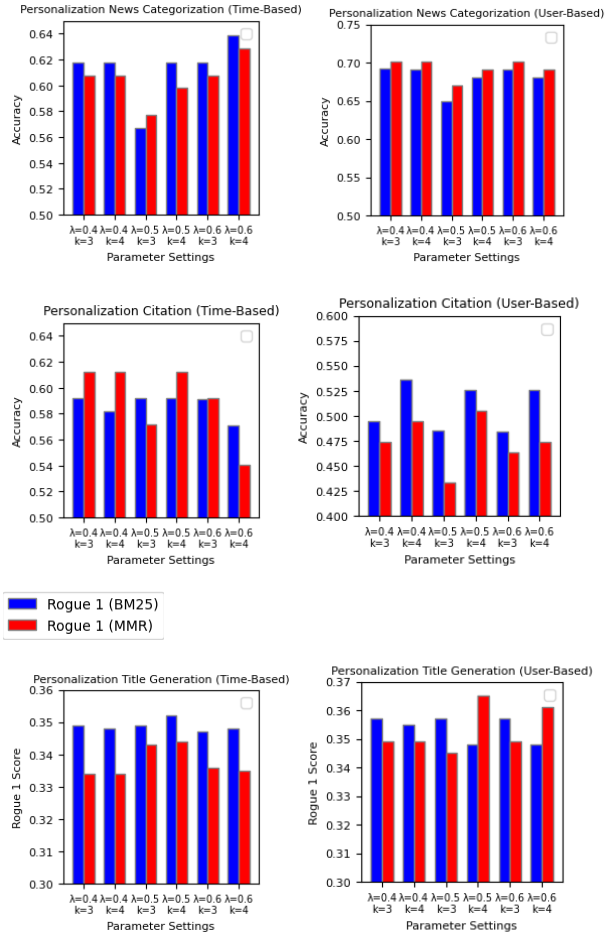 Personalization News Categorization (Time-Based)
Accuracy
0.64
0.62
0.60
0.58
0.56
0.54
0.52
0.50
λ=0.4 λ=0.4 λ=0.5 λ=0.5 λ=0.6 λ=0.6
k=3 k=4 k=3 k=4 k=3 k=4
Parameter Settings
Personalization News Categorization (User-Based)
Accuracy
0.75
0.70
0.65
0.60
0.55
0.50
λ=0.4 λ=0.4 λ=0.5 λ=0.5 λ=0.6 λ=0.6
k=3 k=4 k=3 k=4 k=3 k=4
Parameter Settings
Personalization Citation (Time-Based)
Accuracy
0.64
0.62
0.60
0.58
0.56
0.54
0.52
0.50
λ=0.4 λ=0.4 λ=0.5 λ=0.5 λ=0.6 λ=0.6
k=3 k=4 k=3 k=4 k=3 k=4
Parameter Settings
Personalization Citation (User-Based)
Accuracy
0.600
0.575
0.550
0.525
0.500
0.475
0.450
0.425
0.400
λ=0.4 λ=0.4 λ=0.5 λ=0.5 λ=0.6 λ=0.6
k=3 k=4 k=3 k=4 k=3 k=4
Parameter Settings
Rogue 1 (BM25)
Rogue 1 (MMR)
Personalization Title Generation (Time-Based)
Rogue 1 Score
0.36
0.35
0.34
0.33
0.32
0.31
0.30
λ=0.4 λ=0.4 λ=0.5 λ=0.5 λ=0.6 λ=0.6
k=3 k=4 k=3 k=4 k=3 k=4
Parameter Settings
Personalization Title Generation (User-Based)
Rogue 1 Score
0.37
0.36
0.35
0.34
0.33
0.32
0.31
0.30
λ=0.4 λ=0.4 λ=0.5 λ=0.5 λ=0.6 λ=0.6
k=3 k=4 k=3 k=4 k=3 k=4
Parameter Settings